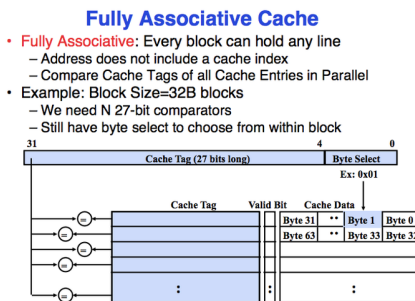 Fully Associative Cache
• Fully Associative: Every block can hold any line
– Address does not include a cache index
– Compare Cache Tags of all Cache Entries in Parallel
• Example: Block Size=32B blocks
– We need N 27-bit comparators
– Still have byte select to choose from within block
31 4 0
Cache Tag (27 bits long) Byte Select
Ex: 0x01
Cache Tag Valid Bit Cache Data
= Byte 31 •• Byte 1 Byte 0
= Byte 63 •• Byte 33 Byte 32
=
=
: : :
=